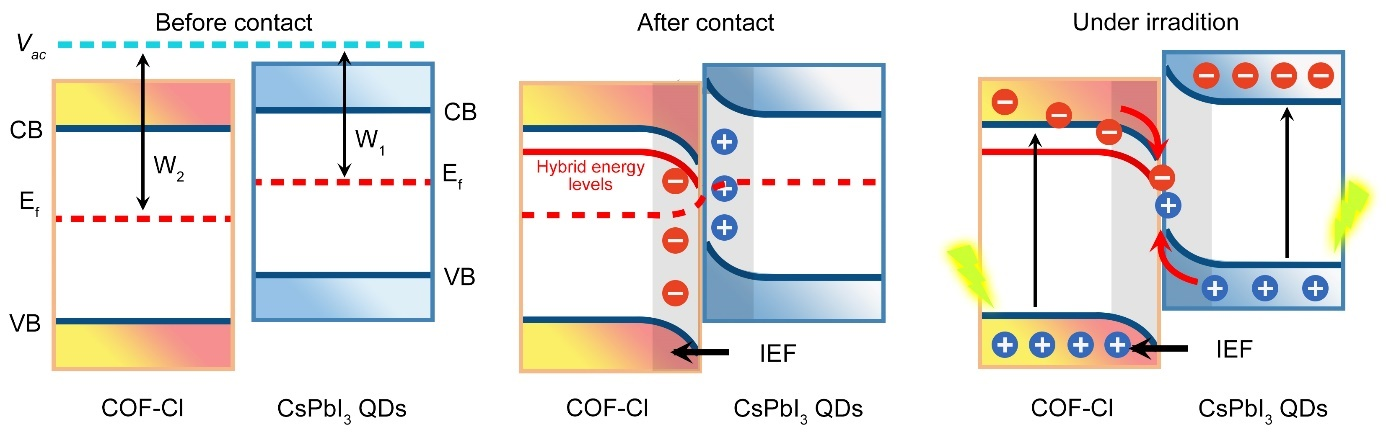 Before contact
After contact
Under irradition
Vac
CB
W2
Ef
VB
CB
W1
Ef
VB
Hybrid energy
levels
IEF
IEF
COF-Cl
CsPbI3 QDs
COF-Cl
CsPbI3 QDs
COF-Cl
CsPbI3 QDs